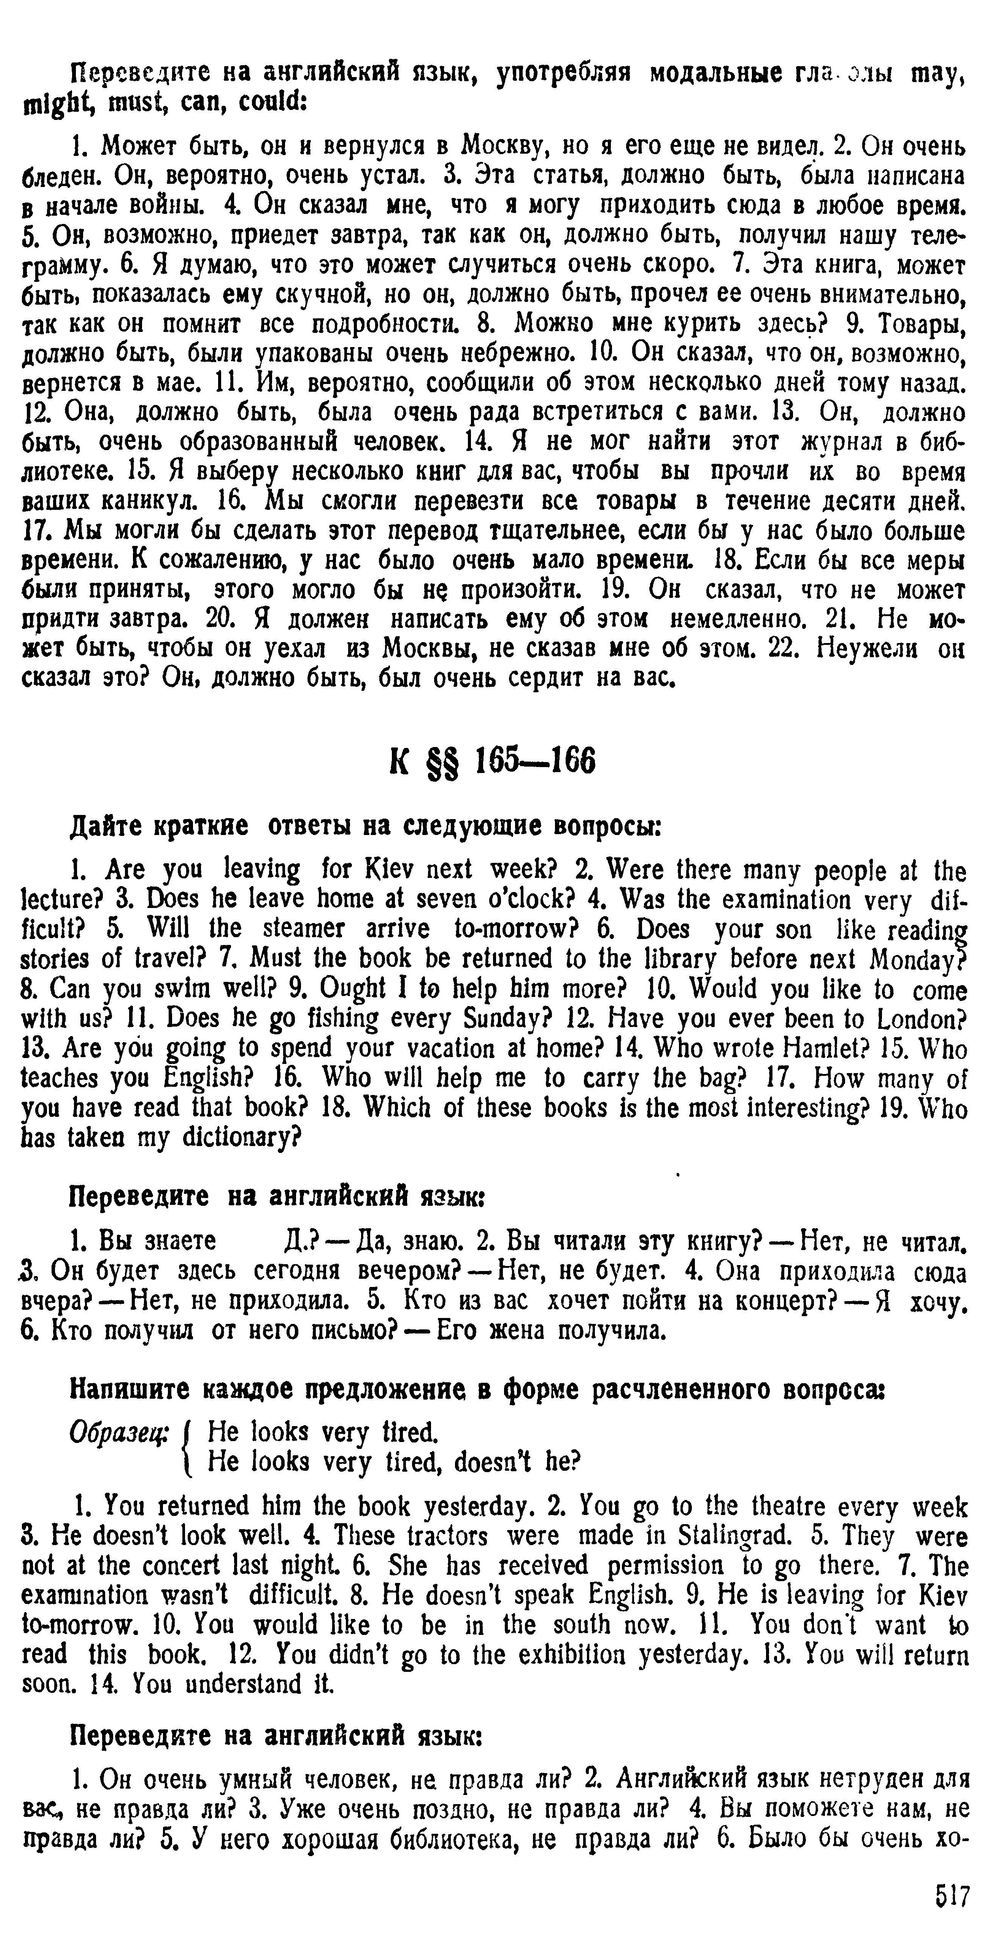 Переведите на английский язык, употребляя модальные глаголы may,
might, must, can, could:
1. Может быть, он и вернулся в Москву, но я его еще не видел. 2. Он очень
бледен. Он, вероятно, очень устал. 3. Эта статья, должно быть, была написана
в начале войны. 4. Он сказал мне, что я могу приходить сюда в любое время.
5. Он, возможно, приедет завтра, так как он, должно быть, получил нашу теле-
грамму. 6. Я думаю, что это может случиться очень скоро. 7. Эта книга, может
быть, показалась ему скучной, но он, должно быть, прочел ее очень внимательно,
так как он помнит все подробности. 8. Можно мне курить здесь? 9. Товары,
должно быть, были упакованы очень небрежно. 10. Он сказал, что он, возможно,
вернется в мае. 11. Им, вероятно, сообщили об этом несколько дней тому назад.
12. Она, должно быть, была очень рада встретиться с вами. 13. Он, должно
быть, очень образованный человек. 14. Я не мог найти этот журнал в биб-
лиотеке. 15. Я выберу несколько книг для вас, чтобы вы прочли их во время
ваших каникул. 16. Мы смогли перевезти все товары в течение десяти дней.
17. Мы могли бы сделать этот перевод тщательнее, если бы у нас было больше
времени. К сожалению, у нас было очень мало времени. 18. Если бы все меры
были приняты, этого могло бы не произойти. 19. Он сказал, что не может
придти завтра. 20. Я должен написать ему об этом немедленно. 21. Не мо-
жет быть, чтобы он уехал из Москвы, не сказав мне об этом. 22. Неужели он
сказал это? Он, должно быть, был очень сердит на вас.
К §§ 165—166
Дайте краткие ответы на следующие вопросы:
1. Are you leaving for Kiev next week? 2. Were there many people at the
lecture? 3. Does he leave home at seven o'clock? 4. Was the examination very dif-
ficult? 5. Will the steamer arrive to-morrow? 6. Does your son like reading
stories of travel? 7. Must the book be returned to the library before next Monday?
8. Can you swim well? 9. Ought I to help him more? 10. Would you like to come
with us? 11. Does he go fishing every Sunday? 12. Have you ever been to London?
13. Are you going to spend your vacation at home? 14. Who wrote Hamlet? 15. Who
teaches you English? 16. Who will help me to carry the bag? 17. How many of
you have read that book? 18. Which of these books is the most interesting? 19. Who
has taken my dictionary?
Переведите на английский язык:
1. Вы знаете Д.? — Да, знаю. 2. Вы читали эту книгу? — Нет, не читал.
3. Он будет здесь сегодня вечером? — Нет, не будет. 4. Она приходила сюда
вчера? — Нет, не приходила. 5. Кто из вас хочет пойти на концерт? — Я хочу.
6. Кто получил от него письмо? — Его жена получила.
Напишите каждое предложение в форме расчлененного вопроса:
Образец: { He looks very tired.
He looks very tired, doesn't he?
1. You returned him the book yesterday. 2. You go to the theatre every week
3. He doesn't look well. 4. These tractors were made in Stalingrad. 5. They were
not at the concert last night. 6. She has received permission to go there. 7. The
examination wasn't difficult. 8. He doesn't speak English. 9. He is leaving for Kiev
to-morrow. 10. You would like to be in the south now. 11. You don't want to
read this book. 12. You didn't go to the exhibition yesterday. 13. You will return
soon. 14. You understand it.
Переведите на английский язык:
1. Он очень умный человек, не правда ли? 2. Английский язык нетруден для
вас, не правда ли? 3. Уже очень поздно, не правда ли? 4. Вы поможете нам, не
правда ли? 5. У него хорошая библиотека, не правда ли? 6. Было бы очень хо-
517